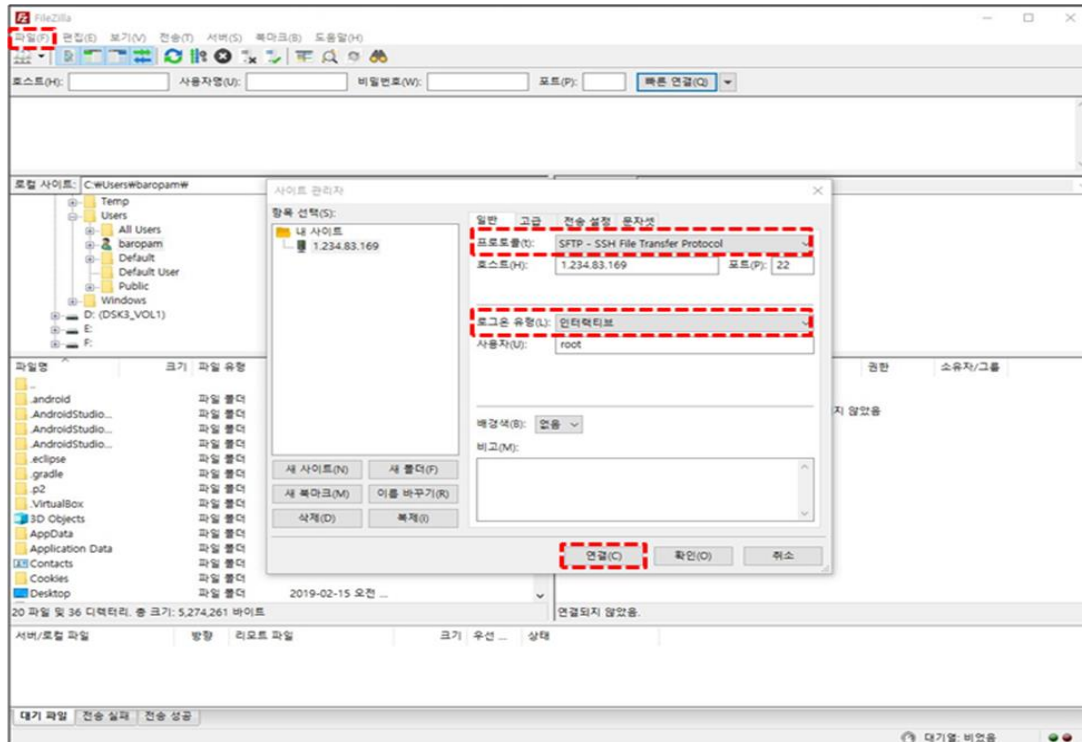 FileZilla
파일(F) 편집(E) 보기(V) 전송(T) 서버(S) 북마크(B) 도움말(H)
호스트(H): 사용자명(U): 비밀번호(W): 포트(P): 빠른 연결(Q)
로컬 사이트: C:\Users\baropam\
Temp
Users
All Users
baropam
Default
Default User
Public
Windows
D: (DSK3_VOL1)
E:
F:
사이트 관리자
항목 선택(S):
내 사이트
1.234.83.169
새 사이트(N) 새 폴더(F)
새 북마크(M) 이름 바꾸기(R)
삭제(D) 복제(I)
일반 고급 전송 설정 문자셋
프로토콜(t): SFTP - SSH File Transfer Protocol
호스트(H): 1.234.83.169 포트(P): 22
로그온 유형(L): 인터랙티브
사용자(U): root
배경색(B): 없음
비고(M):
연결(C) 확인(O) 취소
파일명 크기 파일 유형
..
.android 파일 폴더
.AndroidStudio... 파일 폴더
.AndroidStudio... 파일 폴더
.AndroidStudio... 파일 폴더
.eclipse 파일 폴더
.gradle 파일 폴더
.p2 파일 폴더
.VirtualBox 파일 폴더
3D Objects 파일 폴더
AppData 파일 폴더
Application Data 파일 폴더
Contacts 파일 폴더
Cookies 파일 폴더
Desktop 파일 폴더 2019-02-15 오전 ...
20 파일 및 36 디렉터리. 총 크기: 5,274,261 바이트
권한 소유자/그룹
지 않았음
연결되지 않았음.
서버/로컬 파일 방향 리모트 파일 크기 우선 ... 상태
대기 파일 전송 실패 전송 성공
대기열: 비었음